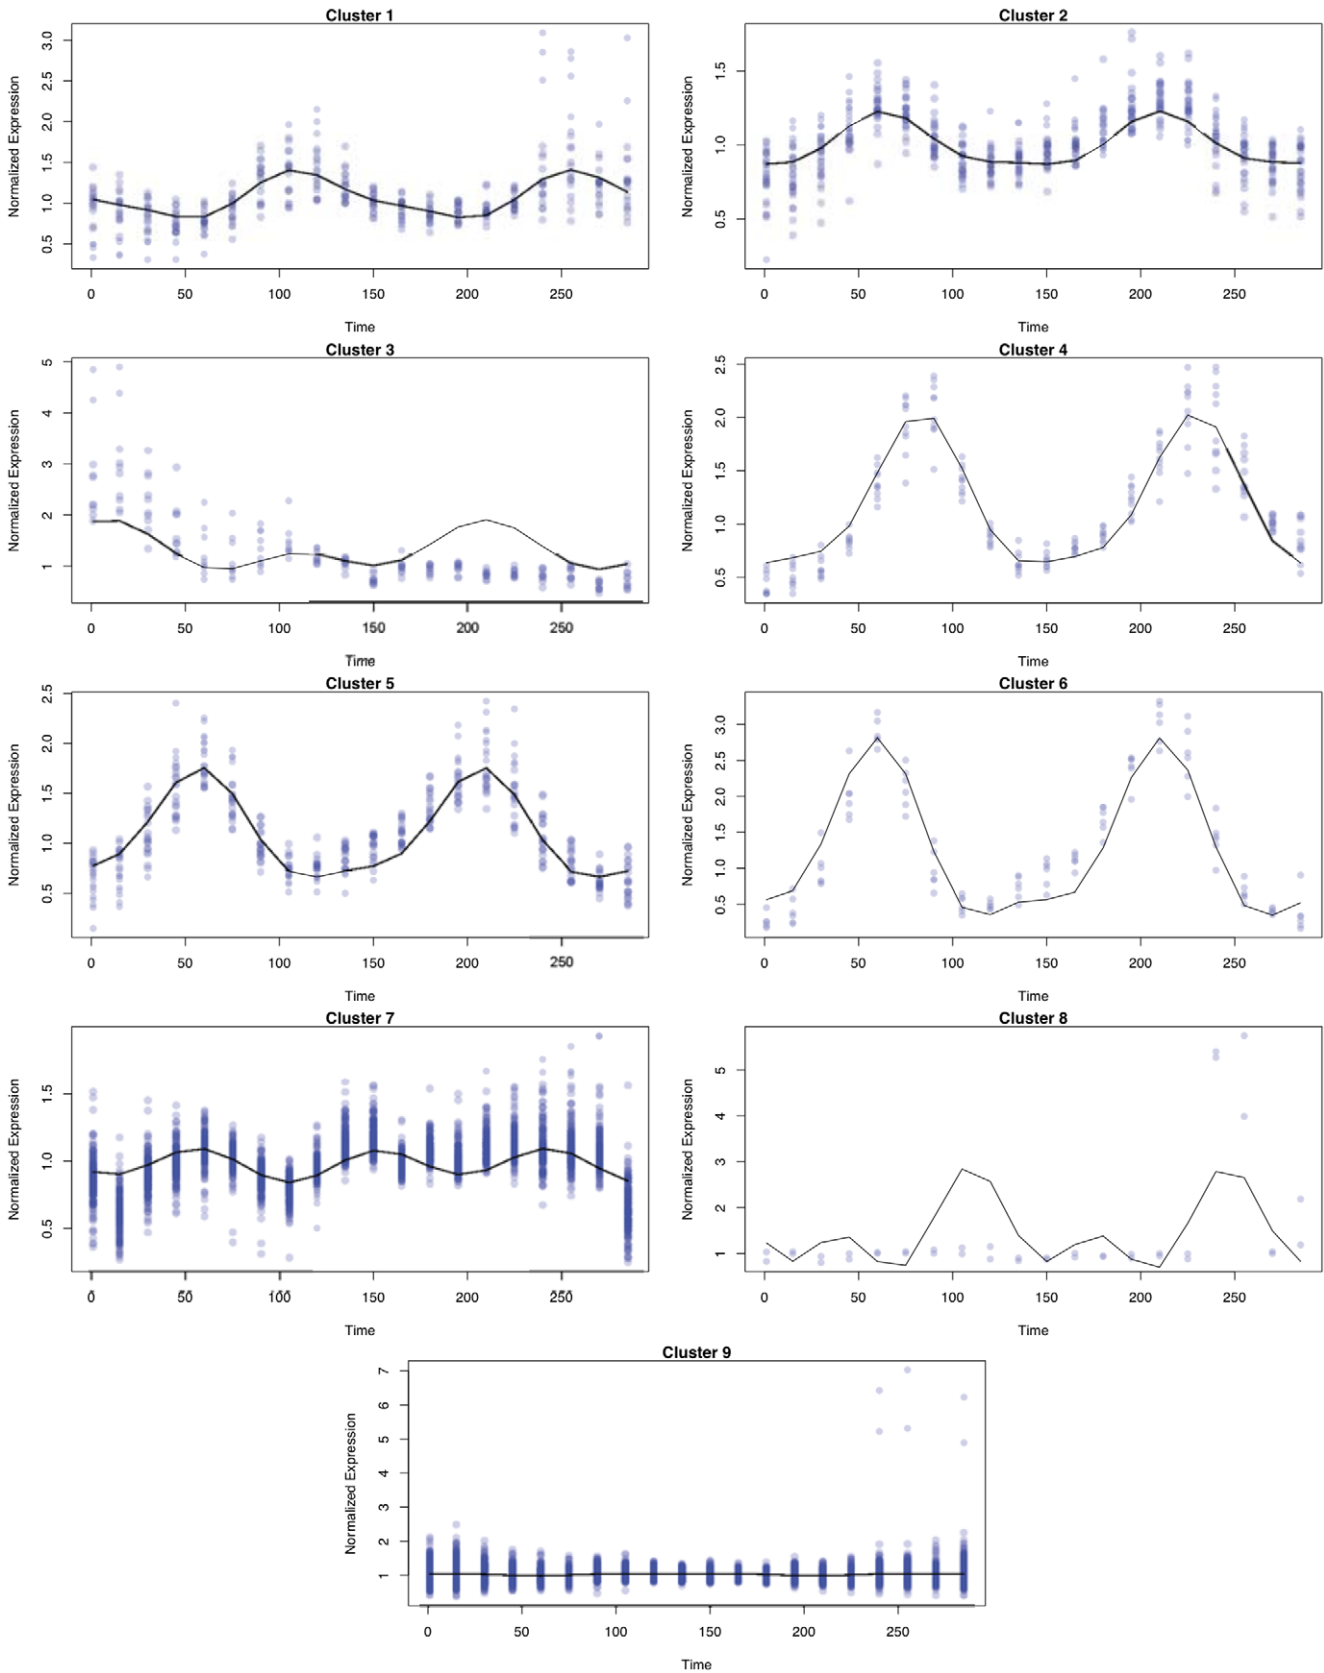 Cluster 1
Normalized Expression
0.5 1.0 1.5 2.0 2.5 3.0
0 50 100 150 200 250
Time
Cluster 2
Normalized Expression
0.5 1.0 1.5
0 50 100 150 200 250
Time
Cluster 3
Normalized Expression
1 2 3 4 5
0 50 100 150 200 250
Time
Cluster 4
Normalized Expression
0.5 1.0 1.5 2.0 2.5
0 50 100 150 200 250
Time
Cluster 5
Normalized Expression
0.5 1.0 1.5 2.0 2.5
0 50 100 150 200 250
Time
Cluster 6
Normalized Expression
0.5 1.0 1.5 2.0 2.5 3.0
0 50 100 150 200 250
Time
Cluster 7
Normalized Expression
0.5 1.0 1.5
0 50 100 150 200 250
Time
Cluster 8
Normalized Expression
1 2 3 4 5
0 50 100 150 200 250
Time
Cluster 9
Normalized Expression
1 2 3 4 5 6 7
0 50 100 150 200 250
Time